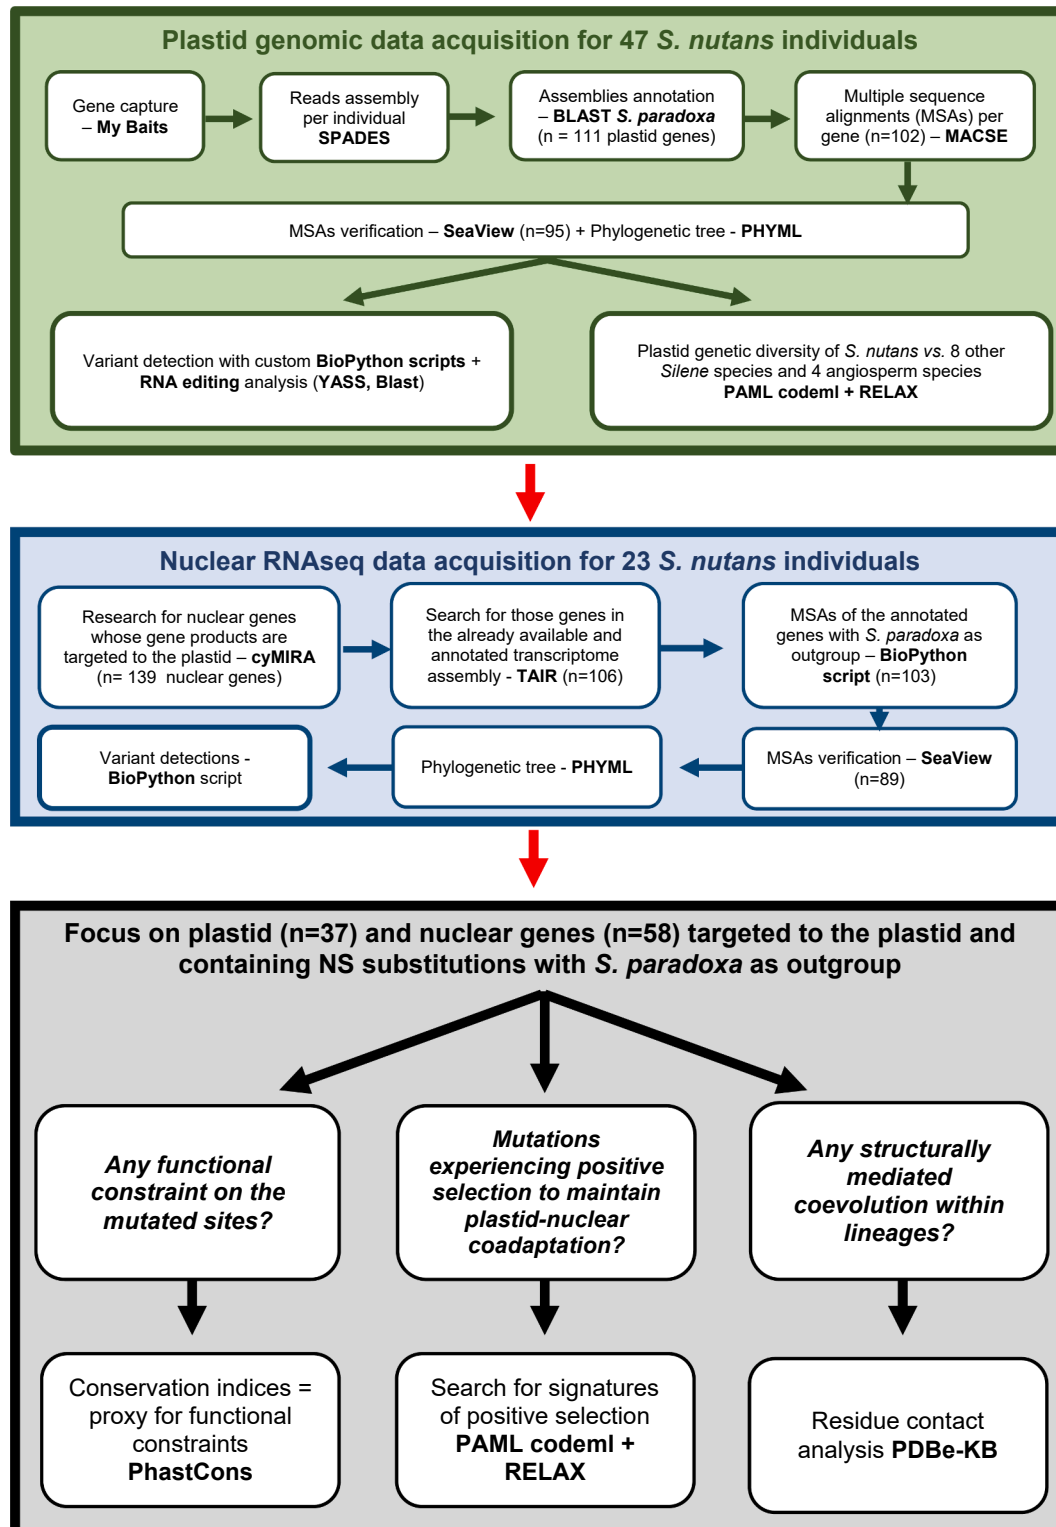 Plastid genomic data acquisition for 47 S. nutans individuals
Gene capture
– My Baits
Reads assembly
per individual
SPADES
Assemblies annotation
– BLAST S. paradoxa
(n = 111 plastid genes)
Multiple sequence
alignments (MSAs) per
gene (n=102) – MACSE
MSAs verification – SeaView (n=95) + Phylogenetic tree - PHYML
Variant detection with custom BioPython scripts +
RNA editing analysis (YASS, Blast)
Plastid genetic diversity of S. nutans vs. 8 other
Silene species and 4 angiosperm species
PAML codeml + RELAX
Nuclear RNAseq data acquisition for 23 S. nutans individuals
Research for nuclear genes
whose gene products are
targeted to the plastid – cyMIRA
(n= 139 nuclear genes)
Search for those genes in
the already available and
annotated transcriptome
assembly - TAIR (n=106)
MSAs of the annotated
genes with S. paradoxa as
outgroup – BioPython
script (n=103)
Variant detections -
BioPython script
Phylogenetic tree - PHYML
MSAs verification – SeaView
(n=89)
Focus on plastid (n=37) and nuclear genes (n=58) targeted to the plastid and
containing NS substitutions with S. paradoxa as outgroup
Any functional
constraint on the
mutated sites?
Mutations
experiencing positive
selection to maintain
plastid-nuclear
coadaptation?
Any structurally
mediated
coevolution within
lineages?
Conservation indices =
proxy for functional
constraints
PhastCons
Search for signatures
of positive selection
PAML codeml +
RELAX
Residue contact
analysis PDBe-KB